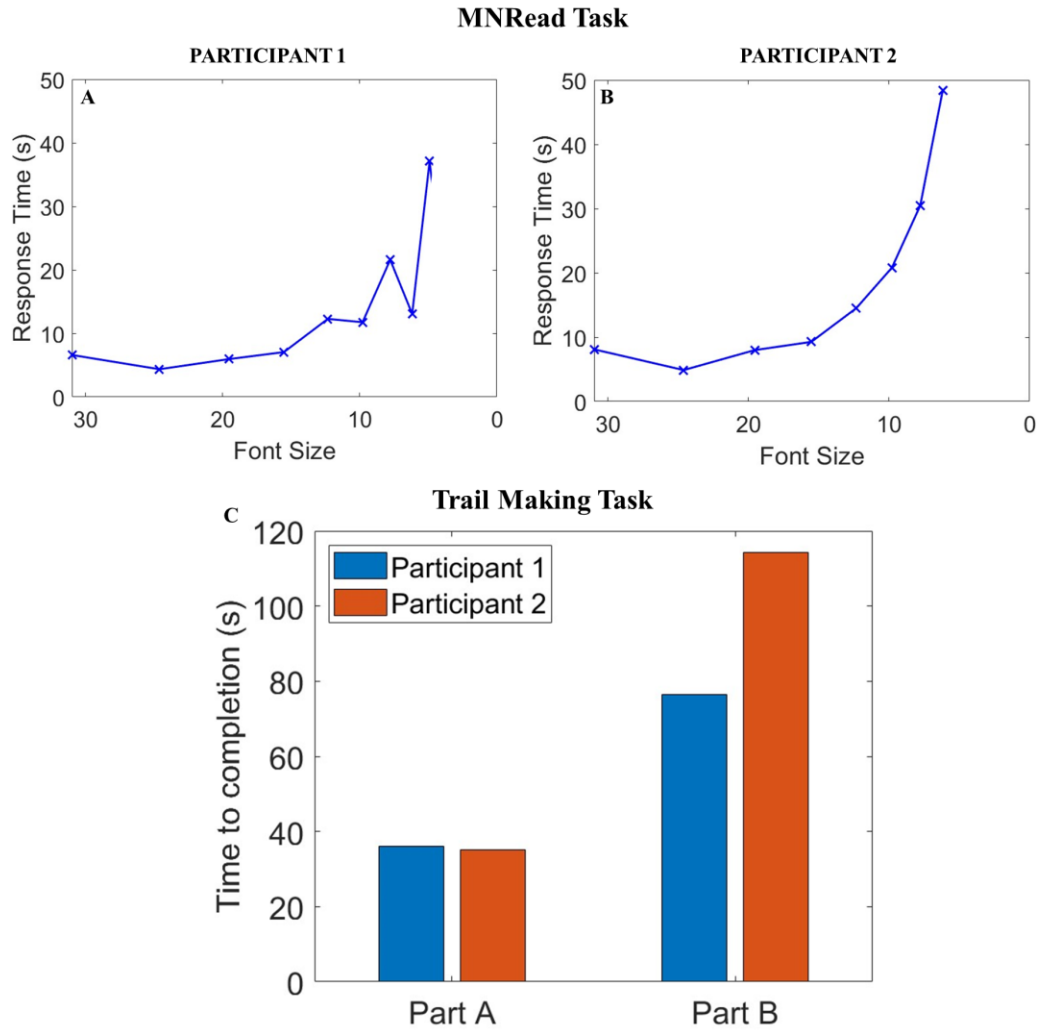 MNRead Task
PARTICIPANT 1
A
50
40
30
20
10
0
Response Time (s)
30
20
10
0
Font Size
PARTICIPANT 2
B
50
40
30
20
10
0
Response Time (s)
30
20
10
0
Font Size
Trail Making Task
C
120
100
80
60
40
20
0
Time to completion (s)
Participant 1
Participant 2
Part A
Part B